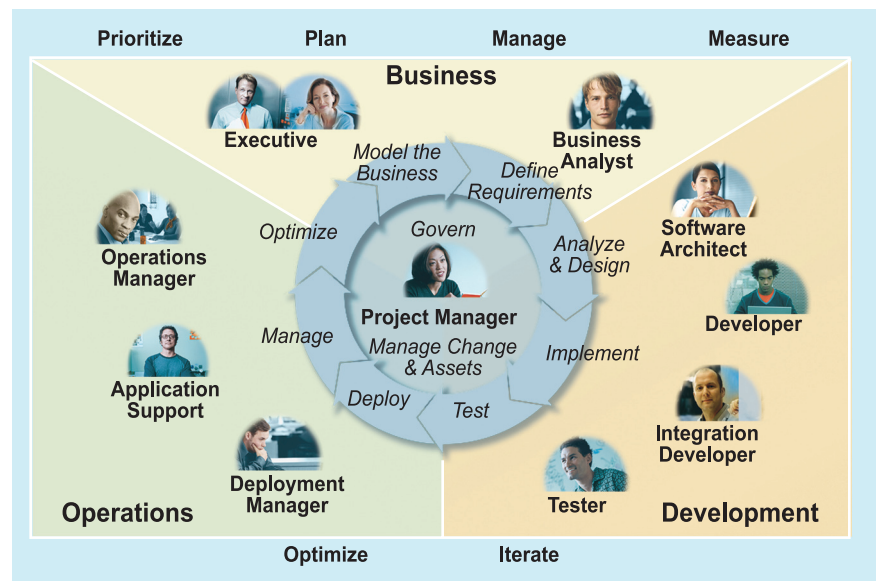 Prioritize
Plan
Manage
Measure
Business
Executive
Business
Analyst
Model the
Business
Define
Requirements
Optimize
Govern
Analyze
& Design
Software
Architect
Operations
Manager
Developer
Project Manager
Manage
Manage Change
& Assets
Implement
Application
Support
Deploy
Test
Integration
Developer
Deployment
Manager
Tester
Operations
Development
Optimize
Iterate